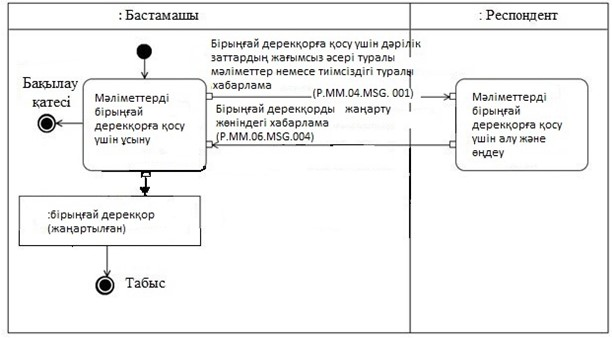 : Бастамашы
: Респондент
Бірыңғай дерекқорға қосу үшін дәрілік
заттардың жағымсыз әсері туралы
мәліметтер немесе тиімсіздігі туралы
хабарлама
(P.MM.04.MSG. 001)
Бақылау
қатесі
Мәліметтерді
бірыңғай
дерекқорға қосу
үшін ұсыну
Бірыңғай дерекқорды жаңарту
жөніндегі хабарлама
(P.MM.06.MSG.004)
Мәліметтерді
бірыңғай
дерекқорға қосу
үшін алу және
өңдеу
:бірыңғай дерекқор
(жаңартылған)
Табыс